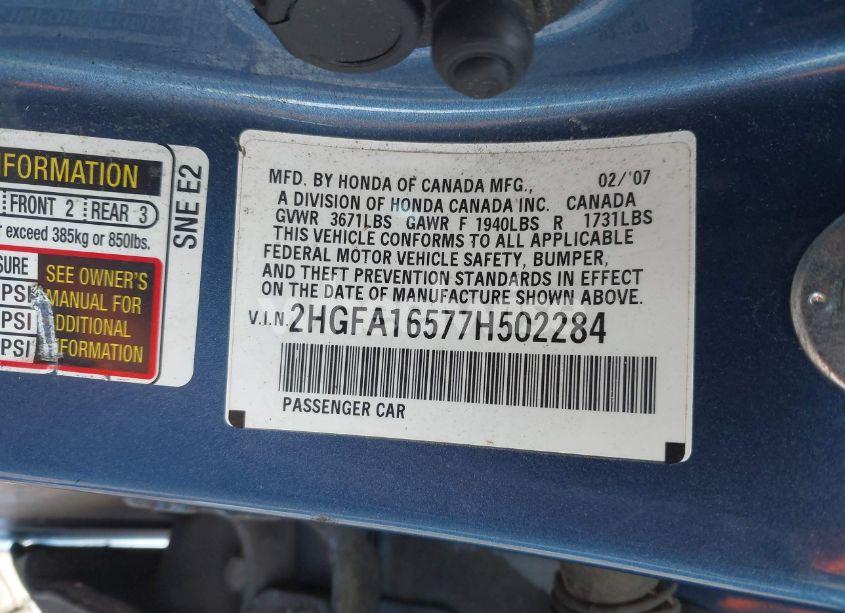 INFORMATION
FRONT 2
REAR 3
r exceed 385kg or 850lbs.
SNE E2
SURE
PSI
PSI
PSI
SEE OWNER'S
MANUAL FOR
ADDITIONAL
INFORMATION
MFD. BY HONDA OF CANADA MFG., 02/'07
A DIVISION OF HONDA CANADA INC. CANADA
GVWR 3671LBS GAWR F 1940LBS R 1731LBS
THIS VEHICLE CONFORMS TO ALL APPLICABLE
FEDERAL MOTOR VEHICLE SAFETY, BUMPER,
AND THEFT PREVENTION STANDARDS IN EFFECT
ON THE DATE OF MANUFACTURE SHOWN ABOVE.
V.I.N. 2HGFA16577H502284
PASSENGER CAR